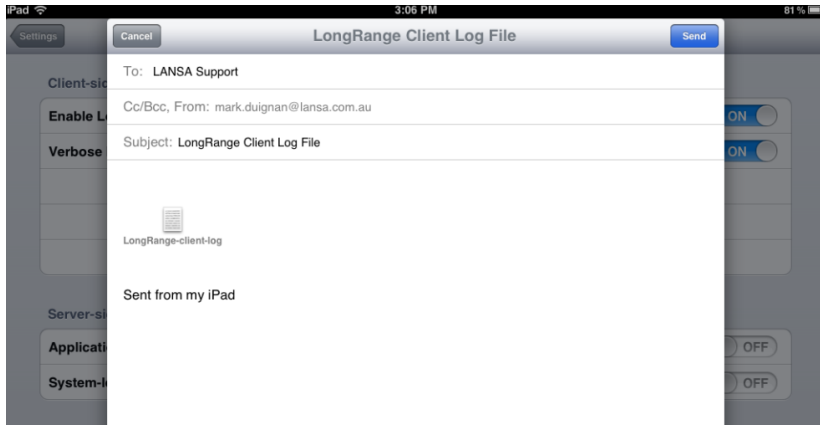 iPad 3:06 PM 81%
Settings Cancel LongRange Client Log File Send
To: LANSA Support
Client-sid
Cc/Bcc, From: mark.duignan@lansa.com.au
Enable L ON
Subject: LongRange Client Log File
Verbose ON
LongRange-client-log
Sent from my iPad
Server-si
Applicati OFF
System-l OFF